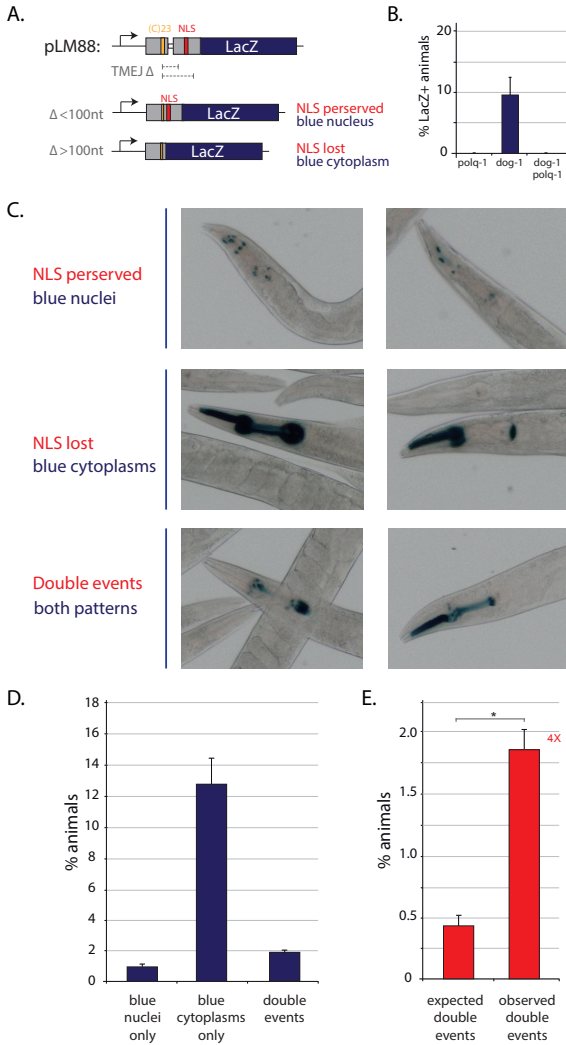 A.
(C)23 NLS
pLM88: LacZ
TMEJ Δ
NLS
Δ<100nt LacZ NLS perserved
blue nucleus
Δ>100nt LacZ NLS lost
blue cytoplasm
B.
% LacZ+ animals
20
10
0
polq-1 dog-1 dog-1
polq-1
C.
NLS perserved
blue nuclei
NLS lost
blue cytoplasms
Double events
both patterns
D.
% animals
18
16
14
12
10
8
6
4
2
0
blue
nuclei
only
blue
cytoplasms
only
double
events
E.
% animals
2.0
1.5
1.0
0.5
0
*
4X
expected
double
events
observed
double
events